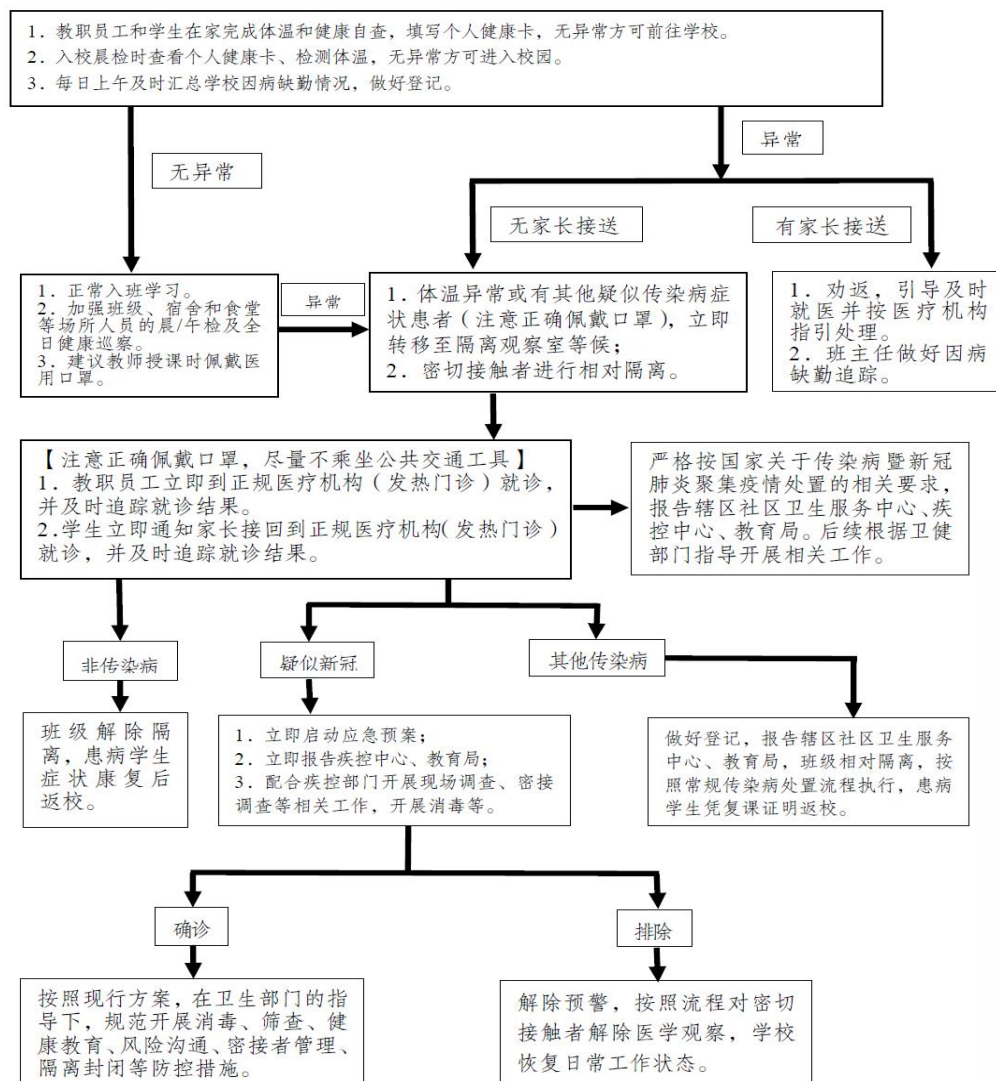 1．教职员工和学生在家完成体温和健康自查，填写个人健康卡，无异常方可前往学校。
2．入校晨检时查看个人健康卡、检测体温，无异常方可进入校园。
3．每日上午及时汇总学校因病缺勤情况，做好登记。
异常
无异常
无家长接送
有家长接送
1．正常入班学习。
2．加强班级、宿舍和食堂
等场所人员的晨/午检及全
日健康巡察。
3．建议教师授课时佩戴医
用口罩。
异常
1．体温异常或有其他疑似传染病症
状患者（注意正确佩戴口罩），立即
转移至隔离观察室等候；
2．密切接触者进行相对隔离。
1．劝返，引导及时
就医并按医疗机构
指引处理。
2．班主任做好因病
缺勤追踪。
【注意正确佩戴口罩，尽量不乘坐公共交通工具】
1．教职员工立即到正规医疗机构（发热门诊）就诊，
并及时追踪就诊结果。
2.学生立即通知家长接回到正规医疗机构（发热门诊）
就诊，并及时追踪就诊结果。
严格按国家关于传染病暨新冠
肺炎聚集疫情处置的相关要求，
报告辖区社区卫生服务中心、疾
控中心、教育局。后续根据卫健
部门指导开展相关工作。
非传染病
疑似新冠
其他传染病
班级解除隔
离，患病学生
症状康复后
返校。
1．立即启动应急预案；
2．立即报告疾控中心、教育局；
3．配合疾控部门开展现场调查、密接
调查等相关工作，开展消毒等。
做好登记，报告辖区社区卫生服务
中心、教育局，班级相对隔离，按
照常规传染病处置流程执行，患病
学生凭复课证明返校。
确诊
排除
按照现行方案，在卫生部门的指
导下，规范开展消毒、筛查、健
康教育、风险沟通、密接者管理、
隔离封闭等防控措施。
解除预警，按照流程对密切
接触者解除医学观察，学校
恢复日常工作状态。